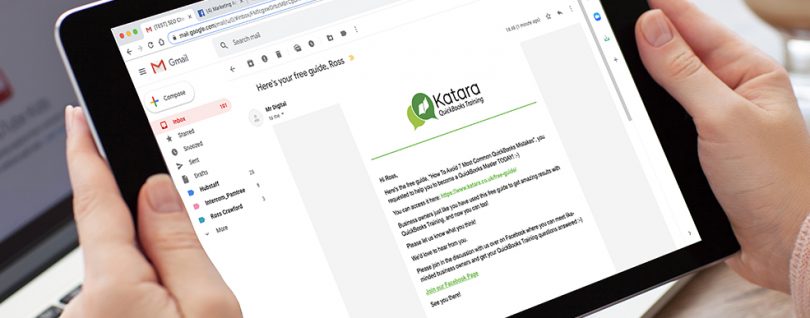 [TEST] SEO Clie
(4) Marketing A
mail.google.com/mail/u/0/#inbox/
Gmail
Search mail
Compose
Here's your free guide, Ross
18:48 (1 minute ago)
Inbox 101
Starred
Snoozed
Sent
Drafts
Hubstaff 28
Intercom_Painttree
Ross Crawford
More
Mr Digital
to me
Katara
QuickBooks Training
Hi Ross,
Here's the free guide, "How To Avoid 7 Most Common QuickBooks Mistakes", you
requested to help you to become a QuickBooks Master TODAY! :-)
You can access it here: https://www.katara.co.uk/free-guide/
Business owners just like you have used this free guide to get amazing results with
QuickBooks Training, and now you can too!
Please let us know what you think!
We'd love to hear from you.
Please join in the discussion with us over on Facebook where you can meet like-
minded business owners and get your QuickBooks Training questions answered :-)
Join our Facebook Page
See you there!